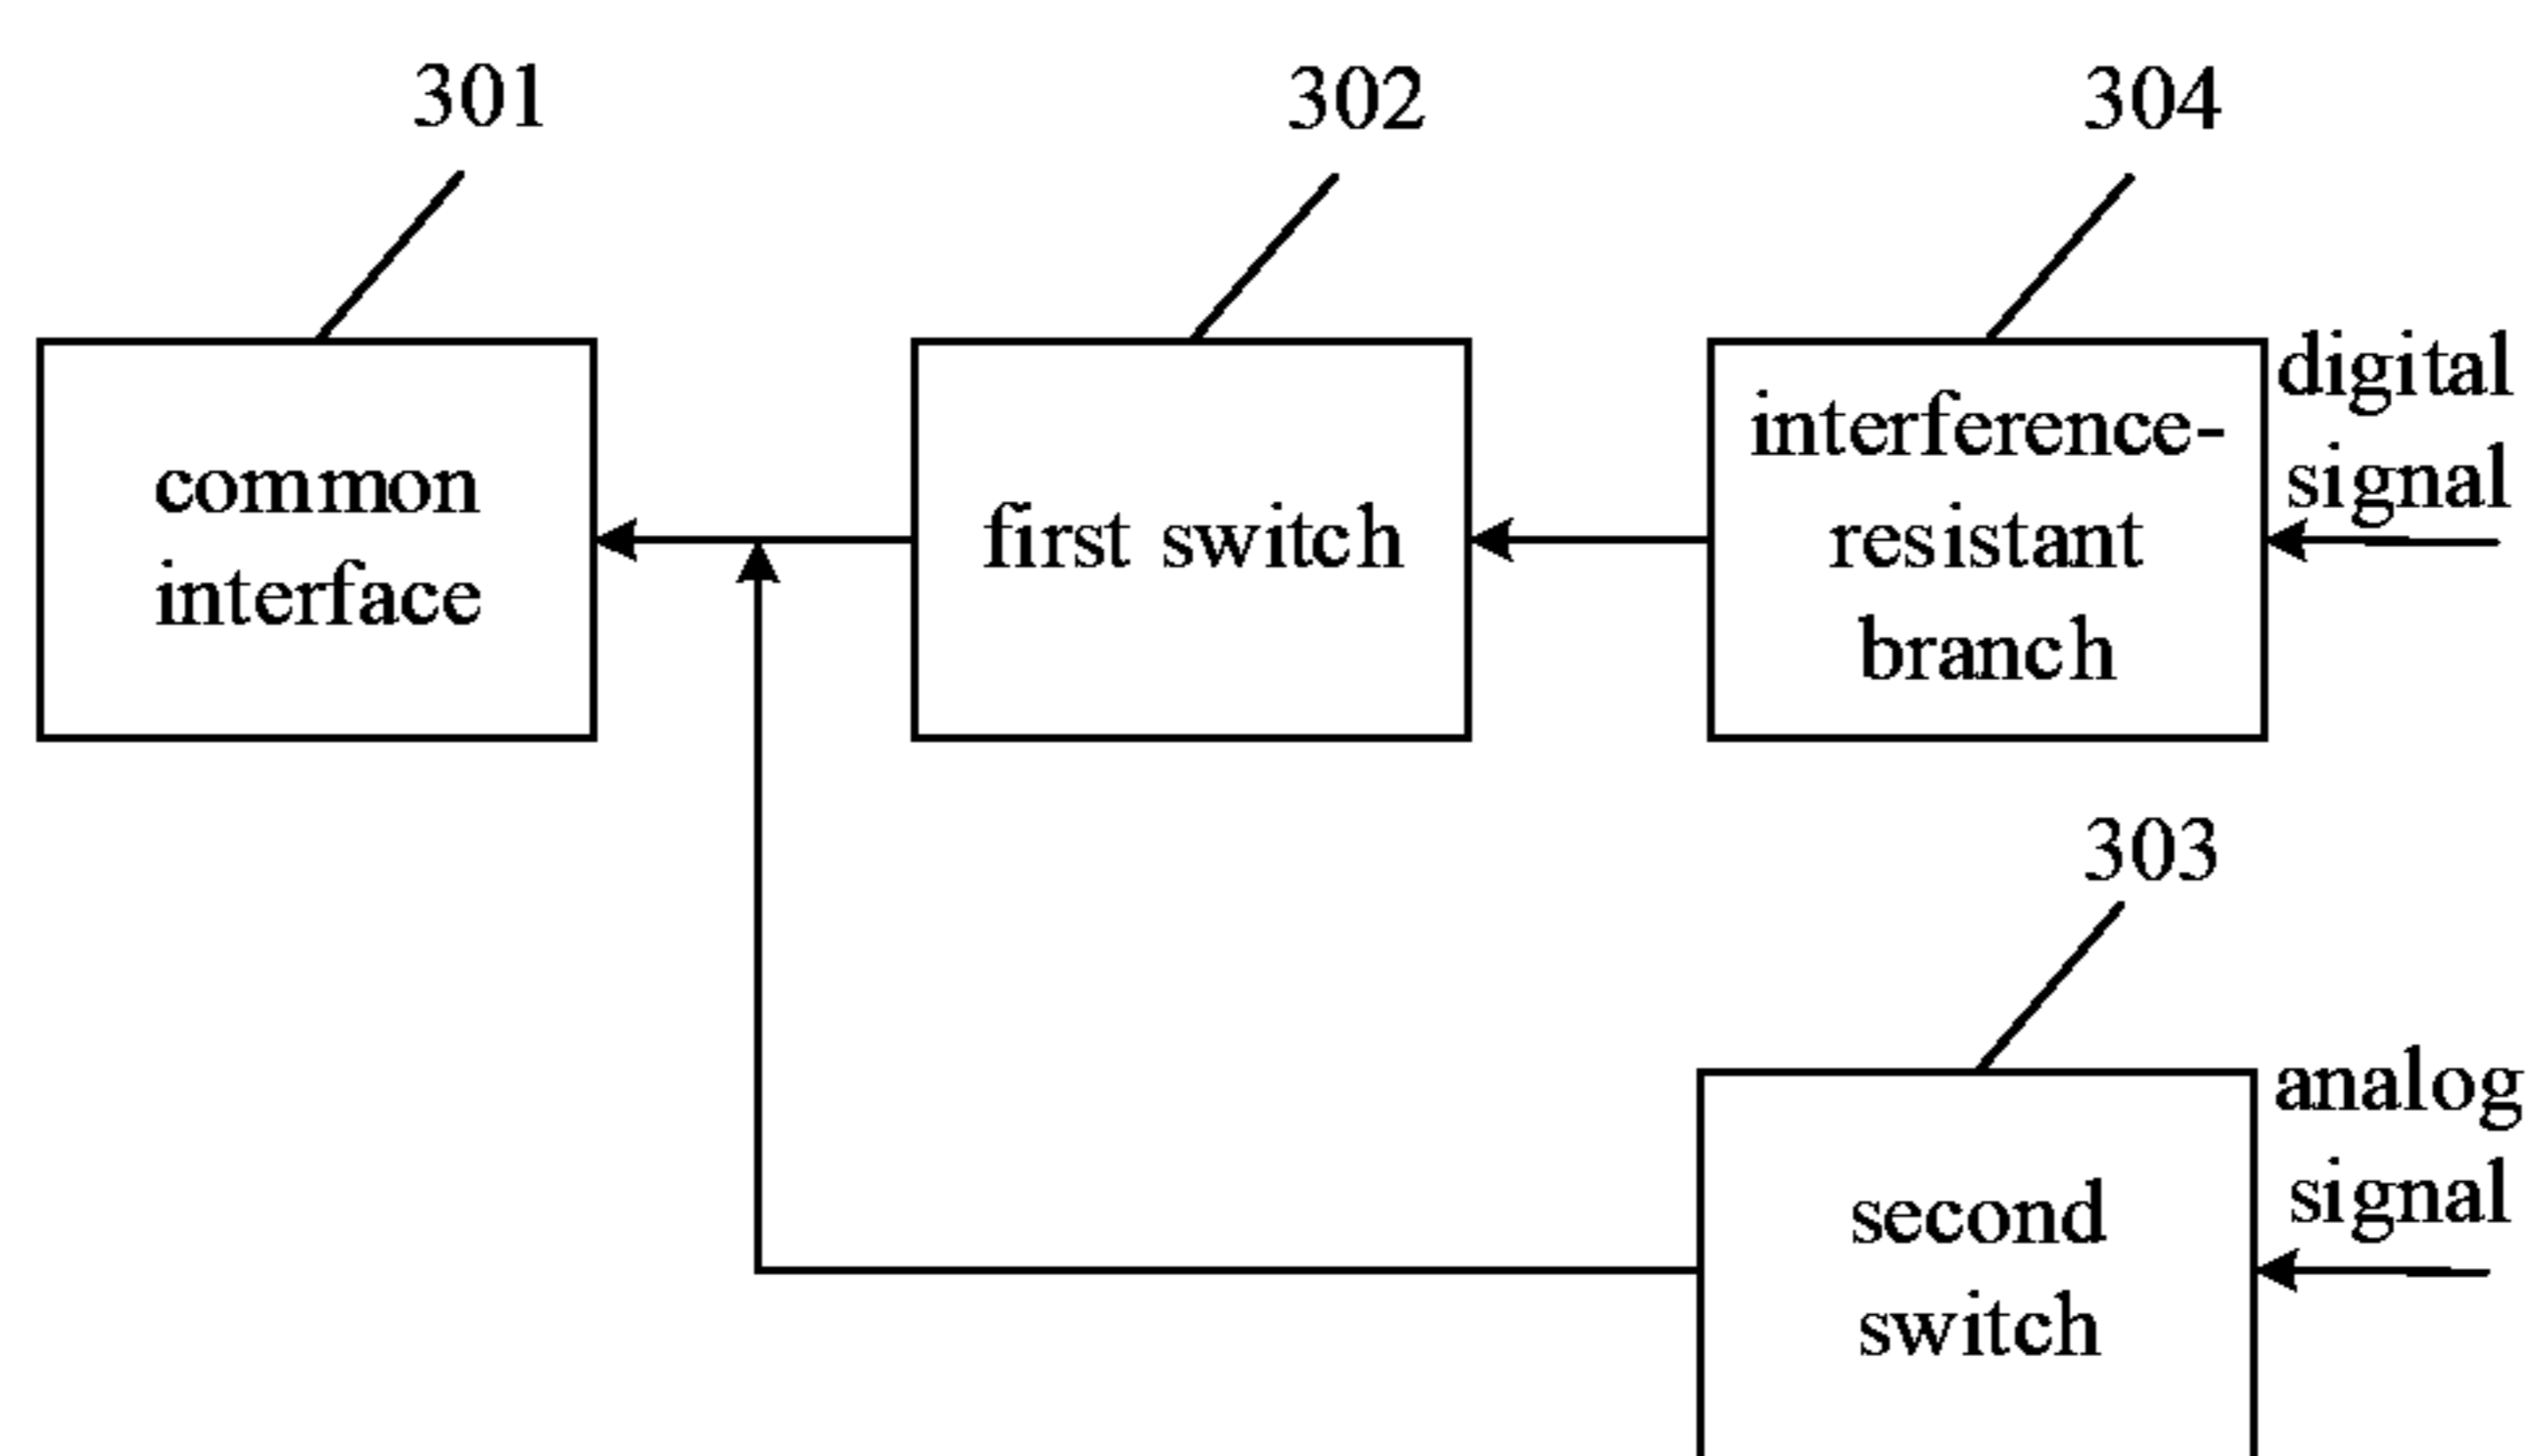 301
302
304
common
interface
first switch
interference-
resistant
branch
digital
signal
303
second
switch
analog
signal